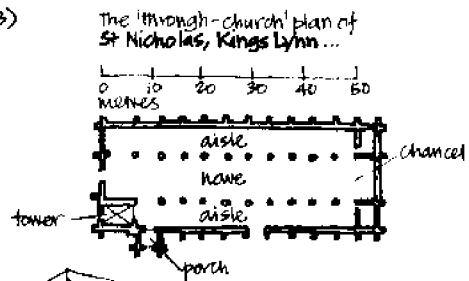 3) The 'through-church' plan of
St Nicholas, Kings Lynn...
0 10 20 30 40 50
metres
aisle
chancel
nave
tower
aisle
porch